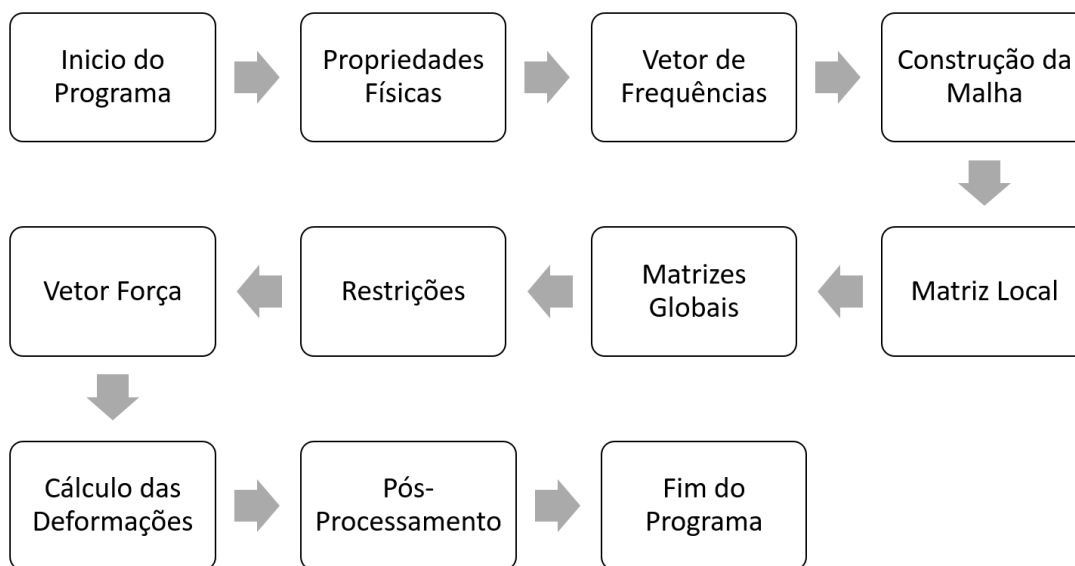 Inicio do
Programa
Propriedades
Físicas
Vetor de
Frequências
Construção da
Malha
Matriz Local
Matrizes
Globais
Restrições
Vetor Força
Cálculo das
Deformações
Pós-
Processamento
Fim do
Programa